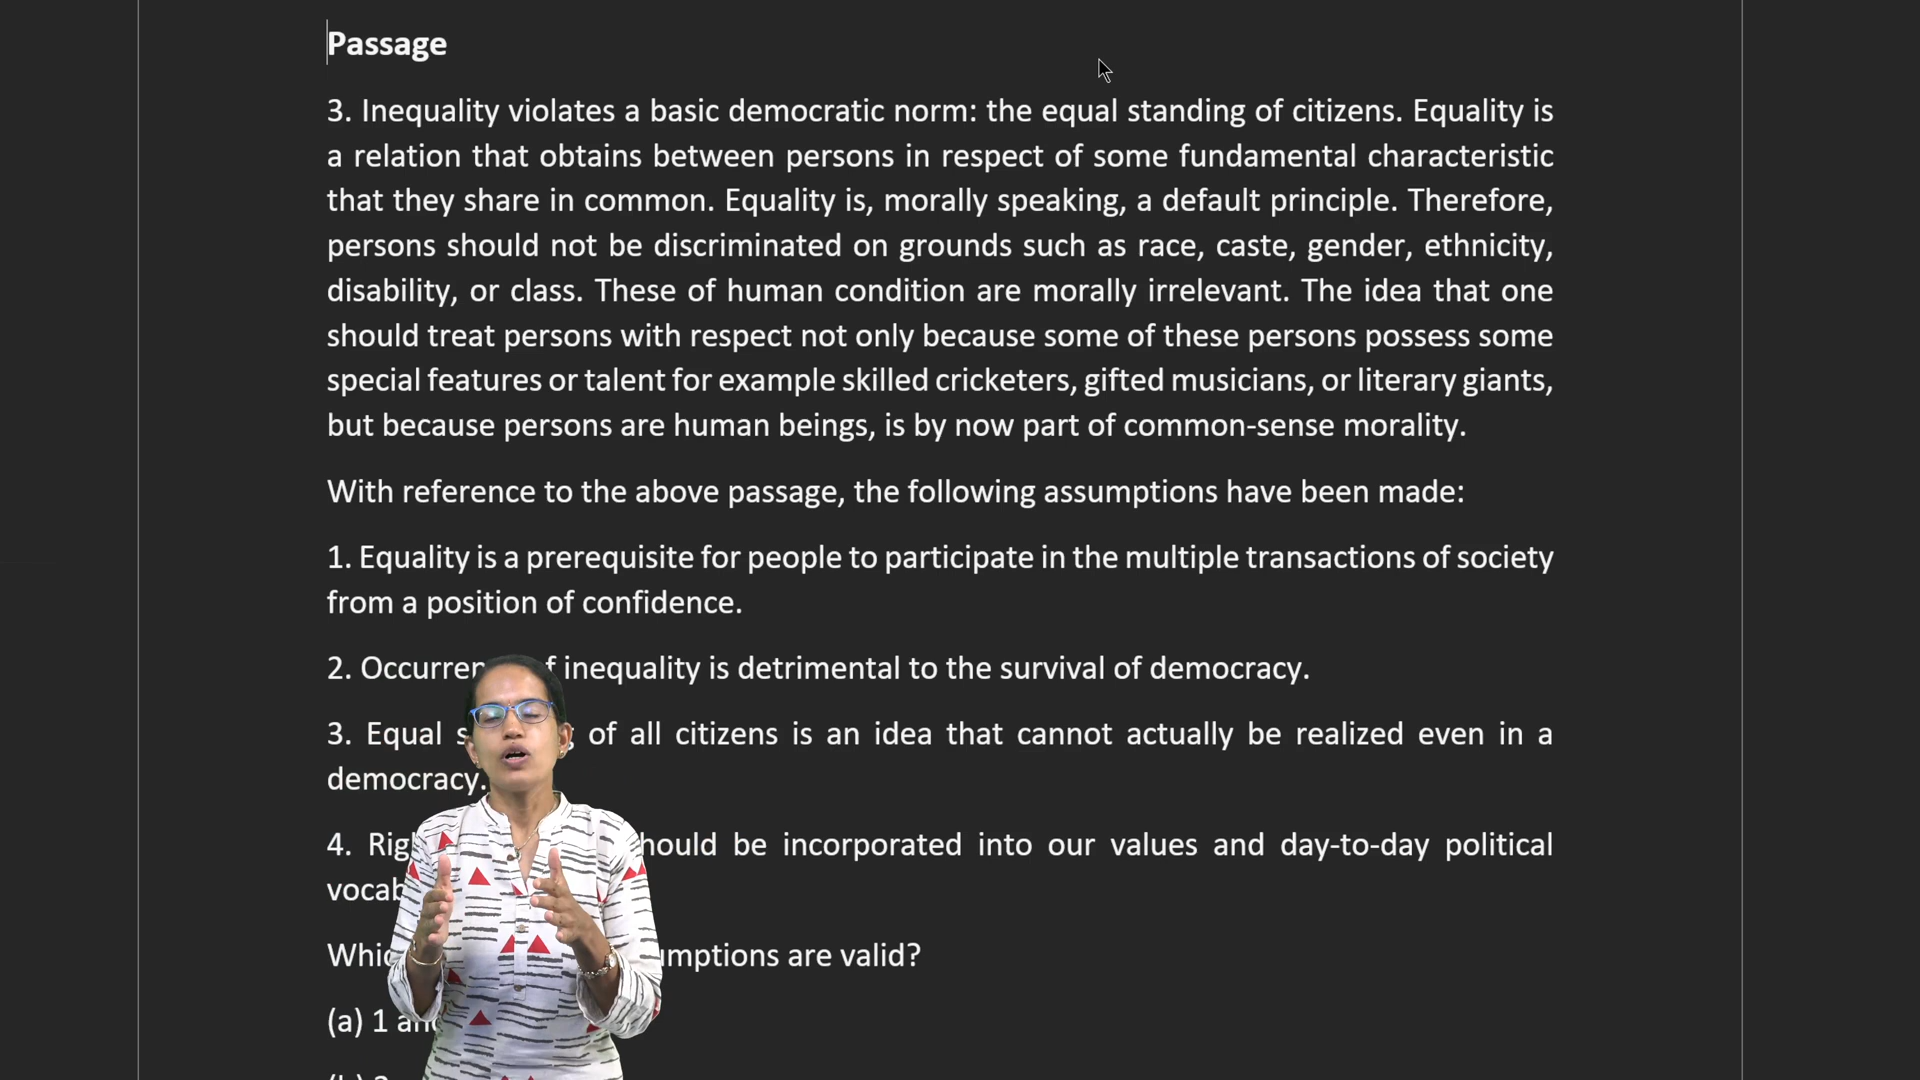 Passage
3. Inequality violates a basic democratic norm: the equal standing of citizens. Equality is
a relation that obtains between persons in respect of some fundamental characteristic
that they share in common. Equality is, morally speaking, a default principle. Therefore,
persons should not be discriminated on grounds such as race, caste, gender, ethnicity,
disability, or class. These of human condition are morally irrelevant. The idea that one
should treat persons with respect not only because some of these persons possess some
special features or talent for example skilled cricketers, gifted musicians, or literary giants,
but because persons are human beings, is by now part of common-sense morality.
With reference to the above passage, the following assumptions have been made:
1. Equality is a prerequisite for people to participate in the multiple transactions of society
from a position of confidence.
2. inequality is detrimental to the survival of democracy.
3. Equal of all citizens is an idea that cannot actually be realized even in a
democracy.
4. be incorporated into our values and day-to-day political
are valid?
(a) 1